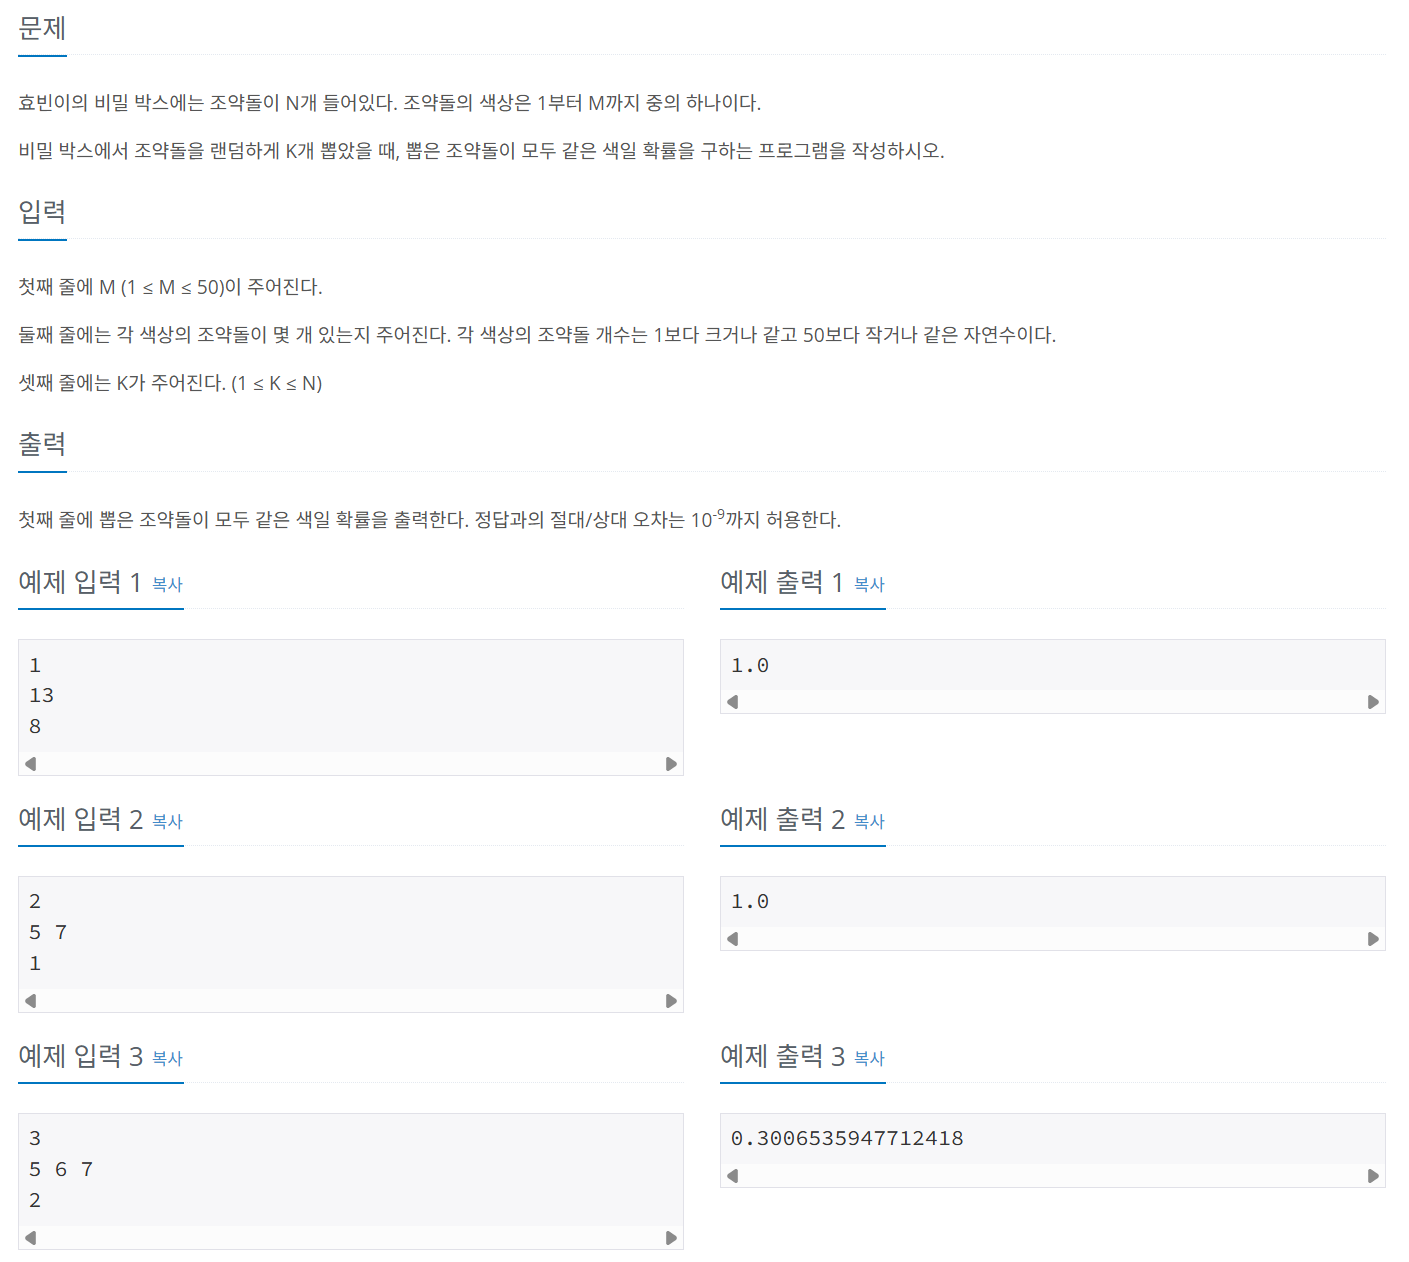 문제
효빈이의 비밀 박스에는 조약돌이 N개 들어있다. 조약돌의 색상은 1부터 M까지 중의 하나이다.
비밀 박스에서 조약돌을 랜덤하게 K개 뽑았을 때, 뽑은 조약돌이 모두 같은 색일 확률을 구하는 프로그램을 작성하시오.
입력
첫째 줄에 M (1 ≤ M ≤ 50)이 주어진다.
둘째 줄에는 각 색상의 조약돌이 몇 개 있는지 주어진다. 각 색상의 조약돌 개수는 1보다 크거나 같고 50보다 작거나 같은 자연수이다.
셋째 줄에는 K가 주어진다. (1 ≤ K ≤ N)
출력
첫째 줄에 뽑은 조약돌이 모두 같은 색일 확률을 출력한다. 정답과의 절대/상대 오차는 10⁻⁹까지 허용한다.
예제 입력 1 복사
1
13
8
예제 출력 1 복사
1.0
예제 입력 2 복사
2
5 7
1
예제 출력 2 복사
1.0
예제 입력 3 복사
3
5 6 7
2
예제 출력 3 복사
0.3006535947712418